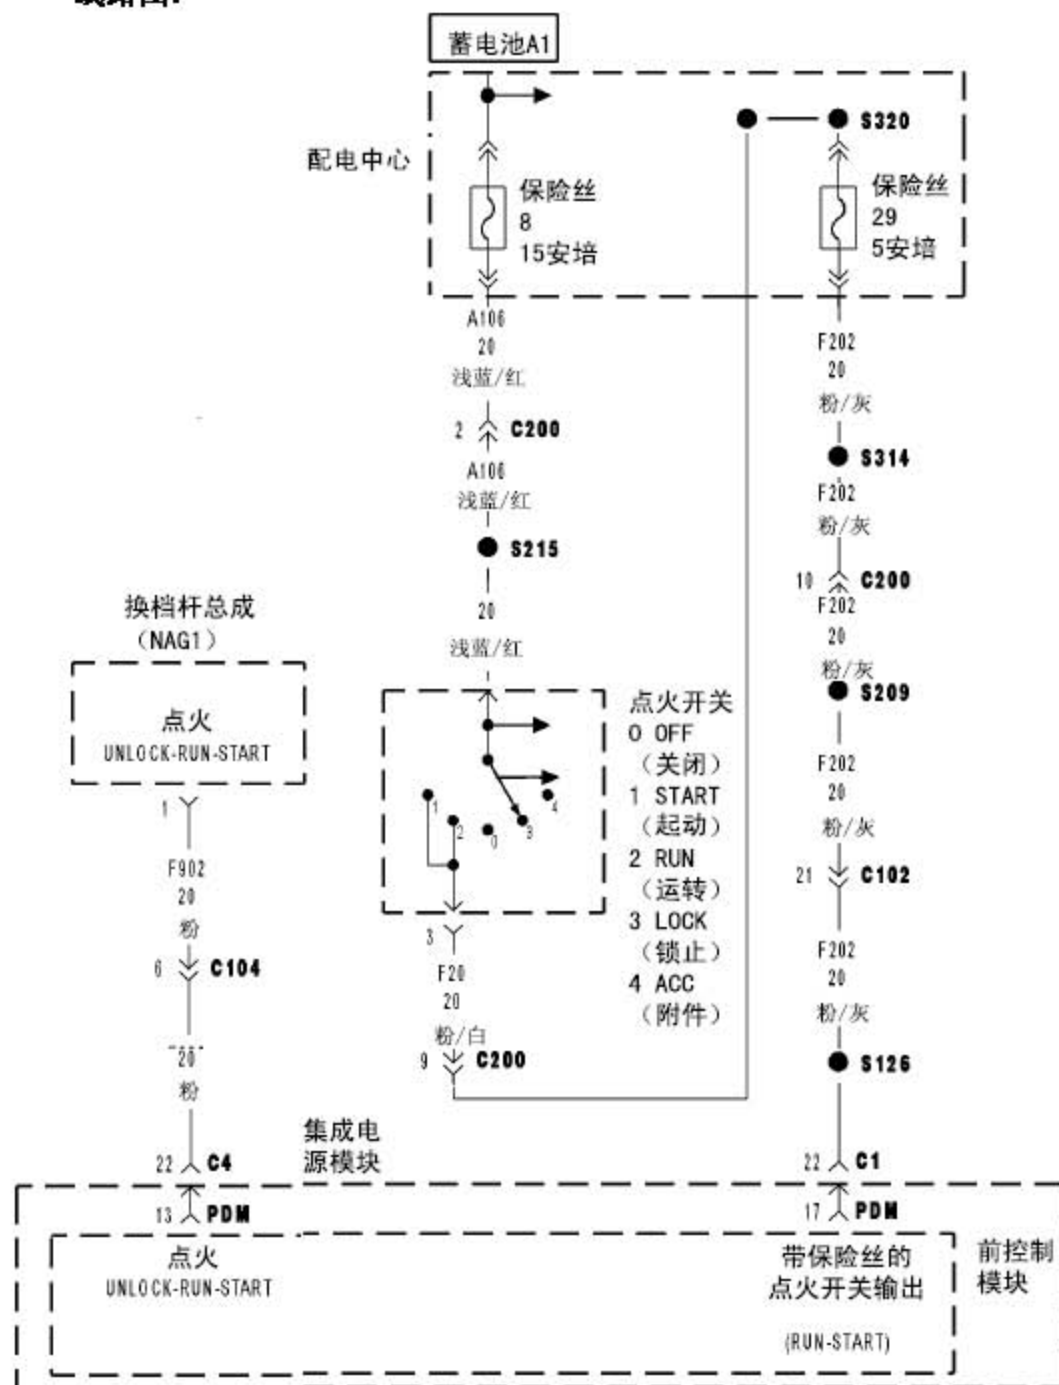 蓄电池A1
配电中心
S320
保险丝
8
15安培
保险丝
29
5安培
A106
20
浅蓝/红
2
C200
A106
浅蓝/红
S215
20
浅蓝/红
F202
20
粉/灰
S314
F202
粉/灰
10
C200
F202
20
粉/灰
S209
F202
20
粉/灰
21
C102
F202
20
粉/灰
S126
22
C1
换档杆总成
(NAG1)
点火
UNLOCK-RUN-START
1
F902
20
粉
6
C104
20
粉
22
C4
点火开关
0 OFF
(关闭)
1 START
(起动)
2 RUN
(运转)
3 LOCK
(锁止)
4 ACC
(附件)
1
2
0
3
4
3
F20
20
粉/白
9
C200
集成电
源模块
13
PDM
17
PDM
点火
UNLOCK-RUN-START
带保险丝的
点火开关输出
(RUN-START)
前控制
模块